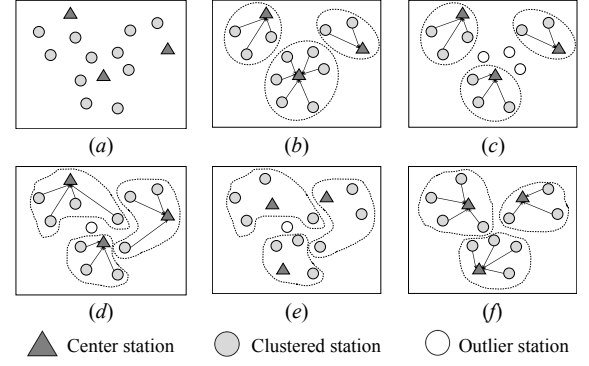 (a) (b) (c)
(d) (e) (f)
Center station Clustered station Outlier station